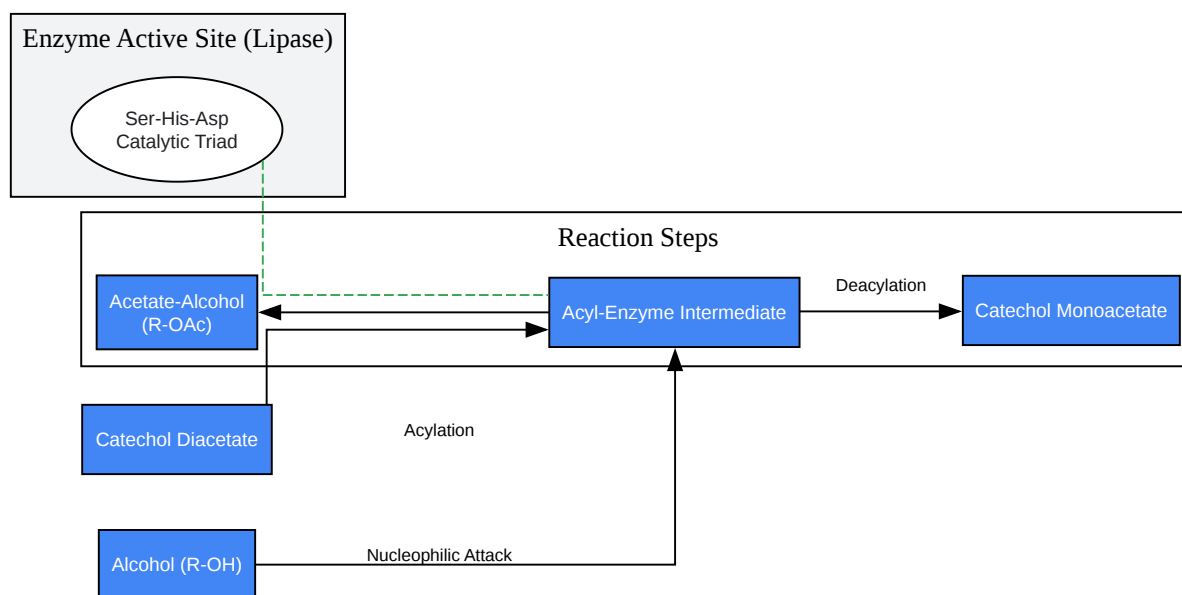 Enzyme Active Site (Lipase)
Ser-His-Asp
Catalytic Triad
Reaction Steps
Acetate-Alcohol
(R-OAc)
Acyl-Enzyme Intermediate
Deacylation
Catechol Monoacetate
Catechol Diacetate
Acylation
Alcohol (R-OH)
Nucleophilic Attack